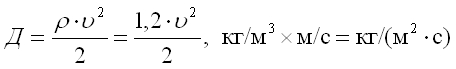 Д = ρ·υ²/2 = 1,2·υ²/2, кг/м³ × м/с = кг/(м²·с)